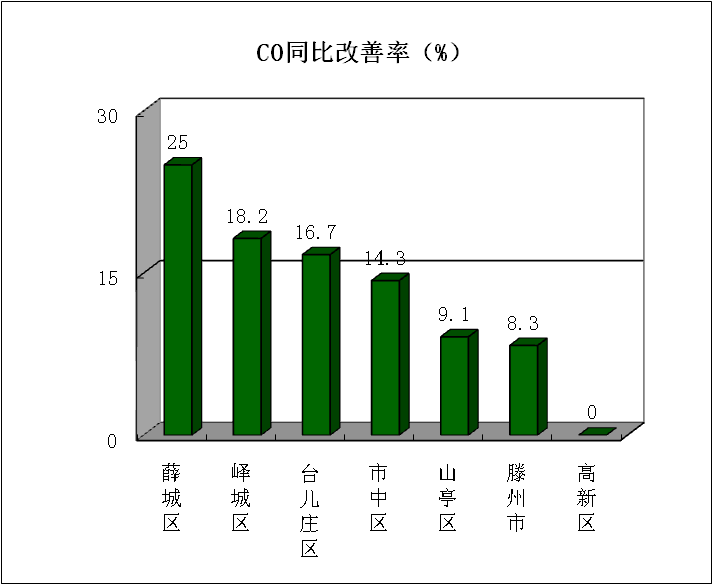 CO同比改善率（%）
30
25
18.2
16.7
14.3
15
9.1
8.3
0
0
薛城区
峄城区
台儿庄区
市中区
山亭区
滕州市
高新区